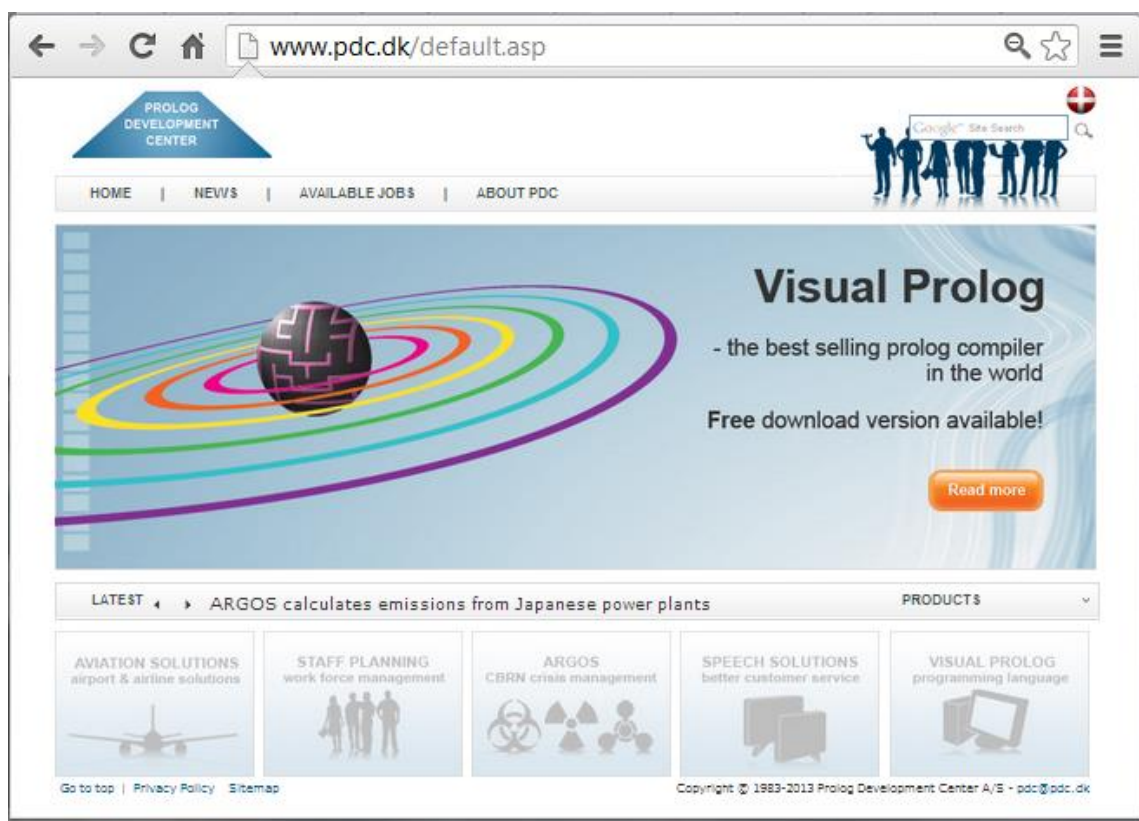 www.pdc.dk/default.asp
PROLOG
DEVELOPMENT
CENTER
Google™ Site Search
HOME | NEWS | AVAILABLE JOBS | ABOUT PDC
Visual Prolog
- the best selling prolog compiler
in the world
Free download version available!
Read more
LATEST ARGOS calculates emissions from Japanese power plants PRODUCTS
AVIATION SOLUTIONS
airport & airline solutions
STAFF PLANNING
work force management
ARGOS
CBRN crisis management
SPEECH SOLUTIONS
better customer service
VISUAL PROLOG
programming language
Go to top | Privacy Policy Sitemap
Copyright © 1983-2013 Prolog Development Center A/S - pdc@pdc.dk